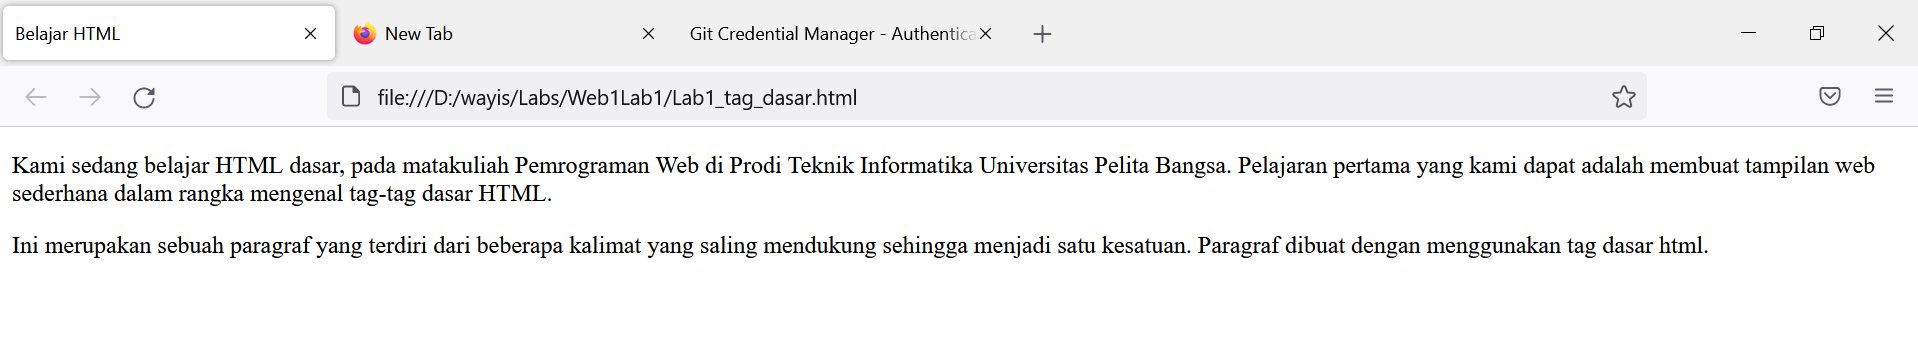 Belajar HTML
New Tab
Git Credential Manager - Authentica
file:///D:/wayis/Labs/Web1Lab1/Lab1_tag_dasar.html
Kami sedang belajar HTML dasar, pada matakuliah Pemrograman Web di Prodi Teknik Informatika Universitas Pelita Bangsa. Pelajaran pertama yang kami dapat adalah membuat tampilan web
sederhana dalam rangka mengenal tag-tag dasar HTML.
Ini merupakan sebuah paragraf yang terdiri dari beberapa kalimat yang saling mendukung sehingga menjadi satu kesatuan. Paragraf dibuat dengan menggunakan tag dasar html.